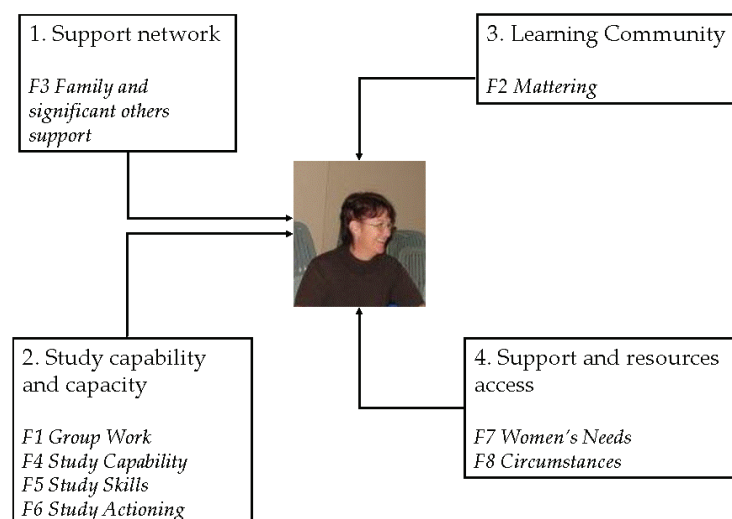 1. Support network
F3 Family and
significant others
support
3. Learning Community
F2 Mattering
2. Study capability
and capacity
F1 Group Work
F4 Study Capability
F5 Study Skills
F6 Study Actioning
4. Support and resources
access
F7 Women's Needs
F8 Circumstances